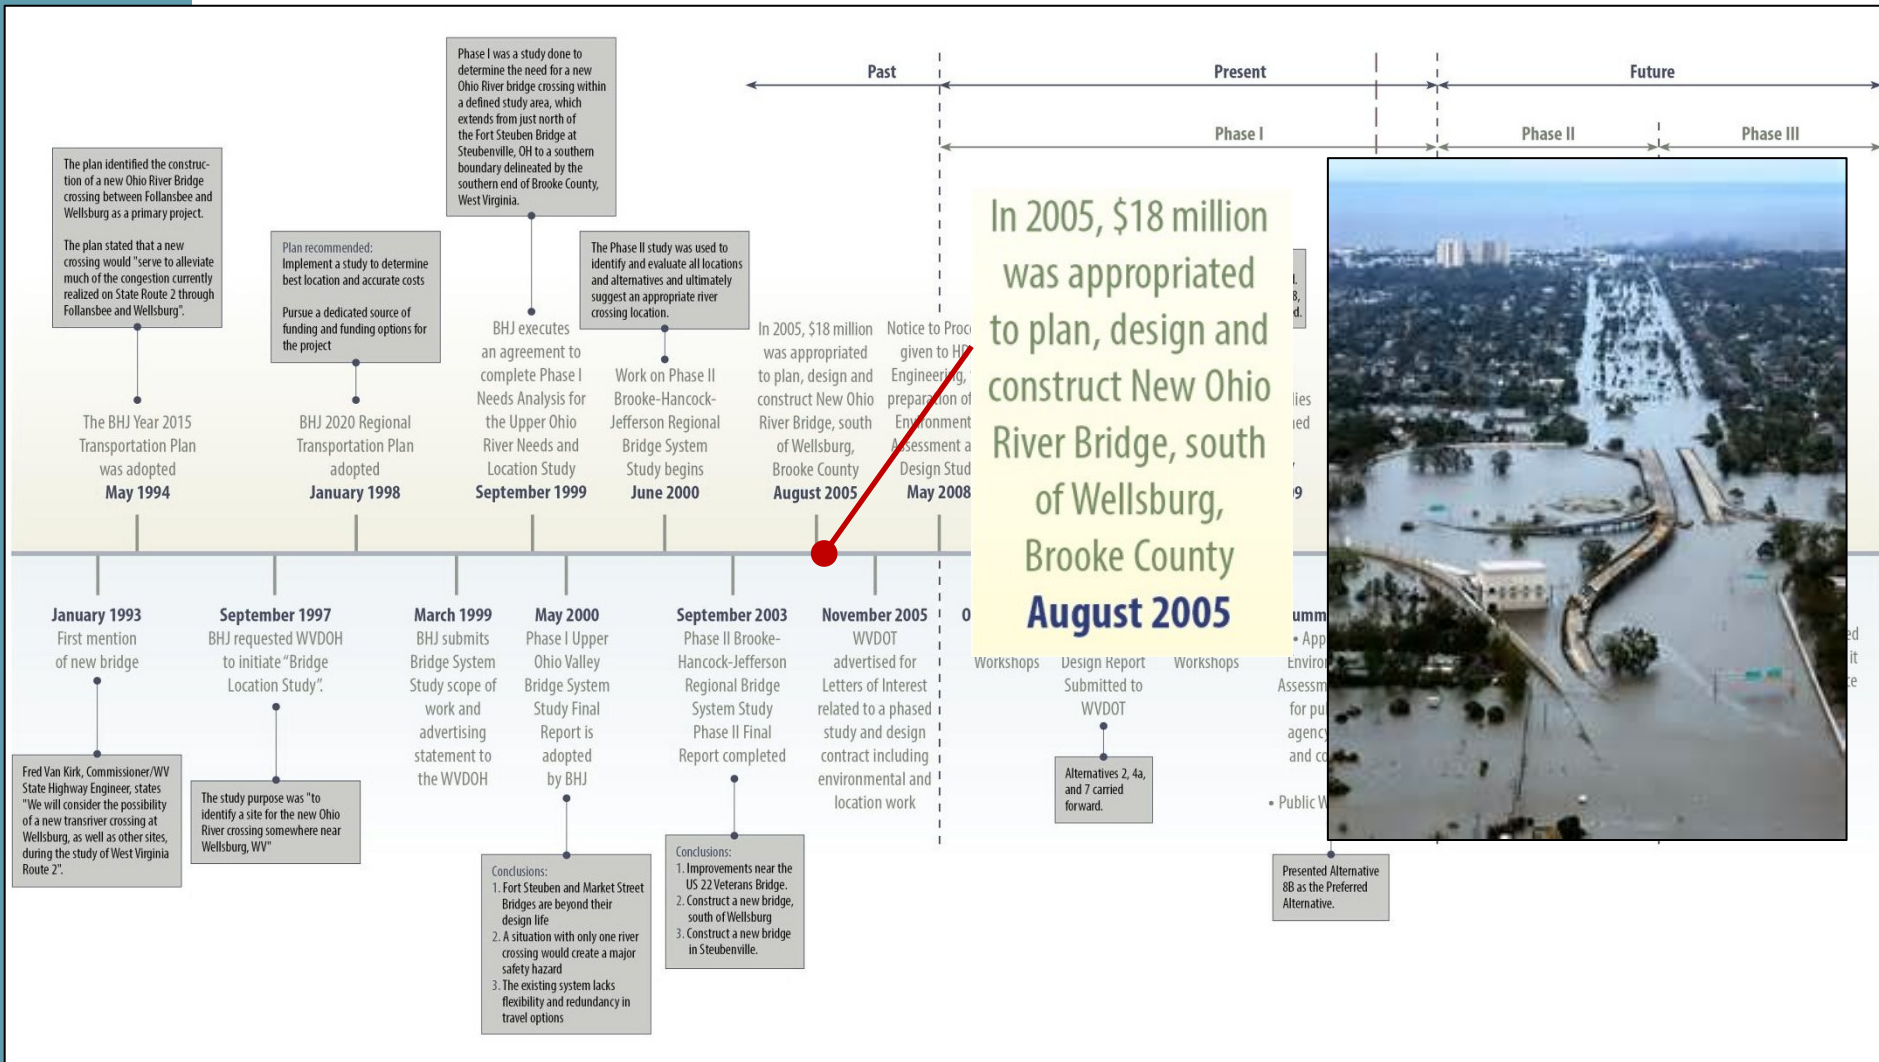 Past
Present
Future
Phase I
Phase II
Phase III
The plan identified the construc-
tion of a new Ohio River Bridge
crossing between Follansbee and
Wellsburg as a primary project.
The plan stated that a new
crossing would "serve to alleviate
much of the congestion currently
realized on State Route 2 through
Follansbee and Wellsburg".
The BHJ Year 2015
Transportation Plan
was adopted
May 1994
Plan recommended:
Implement a study to determine
best location and accurate costs
Pursue a dedicated source of
funding and funding options for
the project
BHJ 2020 Regional
Transportation Plan
adopted
January 1998
Phase I was a study done to
determine the need for a new
Ohio River bridge crossing within
a defined study area, which
extends from just north of
the Fort Steuben Bridge at
Steubenville, OH to a southern
boundary delineated by the
southern end of Brooke County,
West Virginia.
BHJ executes
an agreement to
complete Phase I
Needs Analysis for
the Upper Ohio
River Needs and
Location Study
September 1999
The Phase II study was used to
identify and evaluate all locations
and alternatives and ultimately
suggest an appropriate river
crossing location.
Work on Phase II
Brooke-Hancock-
Jefferson Regional
Bridge System
Study begins
June 2000
In 2005, $18 million
was appropriated
to plan, design and
construct New Ohio
River Bridge, south
of Wellsburg,
Brooke County
August 2005
Notice to
given to
Engineering,
preparation of
Assessment
Design
May 2008
In 2005, $18 million
was appropriated
to plan, design and
construct New Ohio
River Bridge, south
of Wellsburg,
Brooke County
August 2005
January 1993
First mention
of new bridge
Fred Van Kirk, Commissioner/WV
State Highway Engineer, states
"We will consider the possibility
of a new transriver crossing at
Wellsburg, as well as other sites,
during the study of West Virginia
Route 2".
September 1997
BHJ requested WVDOH
to initiate "Bridge
Location Study".
The study purpose was "to
identify a site for the new Ohio
River crossing somewhere near
Wellsburg, WV"
March 1999
BHJ submits
Bridge System
Study scope of
work and
advertising
statement to
the WVDOH
May 2000
Phase I Upper
Ohio Valley
Bridge System
Study Final
Report is
adopted
by BHJ
Conclusions:
1. Fort Steuben and Market Street
Bridges are beyond their
design life
2. A situation with only one river
crossing would create a major
safety hazard
3. The existing system lacks
flexibility and redundancy in
travel options
September 2003
Phase II Brooke-
Hancock-Jefferson
Regional Bridge
System Study
Phase II Final
Report completed
Conclusions:
1. Improvements near the
US 22 Veterans Bridge.
2. Construct a new bridge,
south of Wellsburg
3. Construct a new bridge
in Steubenville.
November 2005
WVDOT
advertised for
Letters of Interest
related to a phased
study and design
contract including
environmental and
location work
Workshops
Design Report
Submitted to
WVDOT
Alternatives 2, 4a,
and 7 carried
forward.
Workshops
for
agency
and
• Public
Presented Alternative
8B as the Preferred
Alternative.